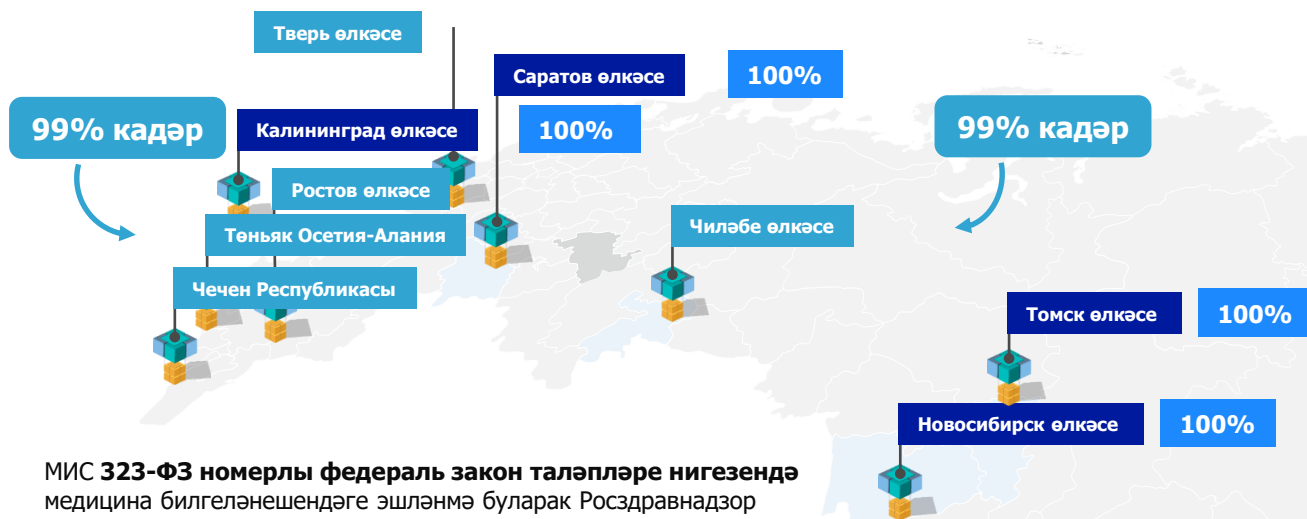 Тверь өлкәсе
Саратов өлкәсе
100%
99% кадәр
Калининград өлкәсе
100%
99% кадәр
Ростов өлкәсе
Төньяк Осетия-Алания
Чиләбе өлкәсе
Чечен Республикасы
Томск өлкәсе
100%
Новосибирск өлкәсе
100%
МИС 323-ФЗ номерлы федераль закон таләпләре нигезендә
медицина билгеләнешендәге эшләнмә буларак Росздравнадзор